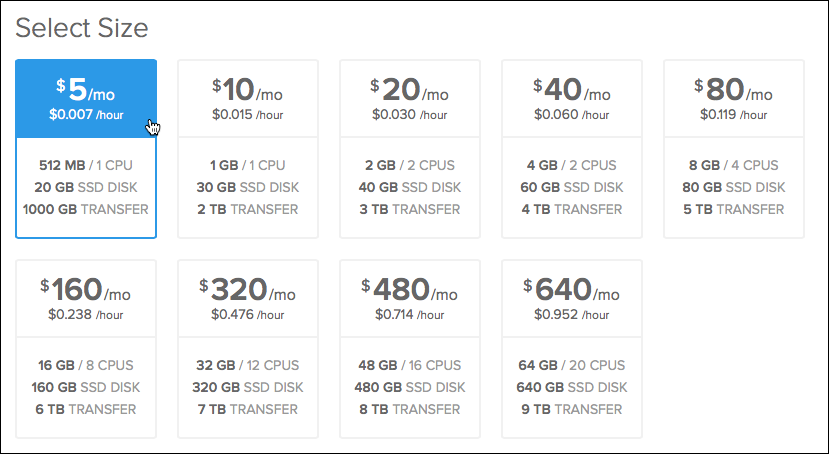 Select Size
$5/mo
$0.007 /hour
512 MB / 1 CPU
20 GB SSD DISK
1000 GB TRANSFER
$10/mo
$0.015 /hour
1 GB / 1 CPU
30 GB SSD DISK
2 TB TRANSFER
$20/mo
$0.030 /hour
2 GB / 2 CPUS
40 GB SSD DISK
3 TB TRANSFER
$40/mo
$0.060 /hour
4 GB / 2 CPUS
60 GB SSD DISK
4 TB TRANSFER
$80/mo
$0.119 /hour
8 GB / 4 CPUS
80 GB SSD DISK
5 TB TRANSFER
$160/mo
$0.238 /hour
16 GB / 8 CPUS
160 GB SSD DISK
6 TB TRANSFER
$320/mo
$0.476 /hour
32 GB / 12 CPUS
320 GB SSD DISK
7 TB TRANSFER
$480/mo
$0.714 /hour
48 GB / 16 CPUS
480 GB SSD DISK
8 TB TRANSFER
$640/mo
$0.952 /hour
64 GB / 20 CPUS
640 GB SSD DISK
9 TB TRANSFER